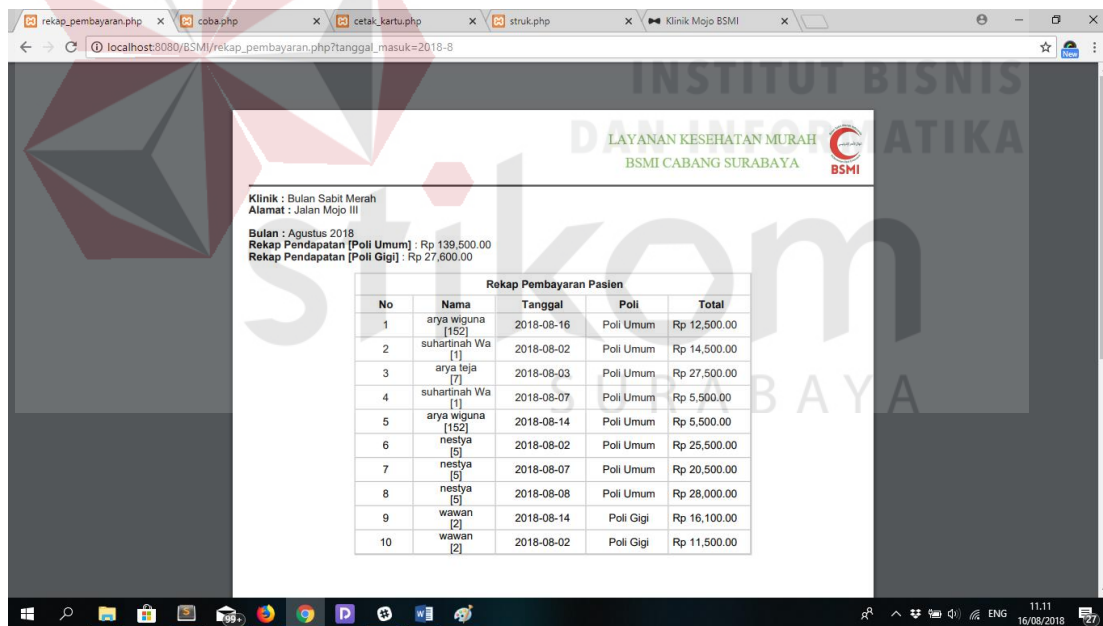 rekap_pembayaran.php
coba.php
cetak_kartu.php
struk.php
Klinik Mojo BSMI
localhost:8080/BSMI/rekap_pembayaran.php?tanggal_masuk=2018-8
New
INSTITUT BISNIS
DAN INFORMATIKA
stikom
SURABAYA
LAYANAN KESEHATAN MURAH
BSMI CABANG SURABAYA
BSMI
Klinik : Bulan Sabit Merah
Alamat : Jalan Mojo III
Bulan : Agustus 2018
Rekap Pendapatan [Poli Umum] : Rp 139,500.00
Rekap Pendapatan [Poli Gigi] : Rp 27,600.00
Rekap Pembayaran Pasien
No Nama Tanggal Poli Total
1 arya wiguna [152] 2018-08-16 Poli Umum Rp 12,500.00
2 suhartinah Wa [1] 2018-08-02 Poli Umum Rp 14,500.00
3 arya teja [7] 2018-08-03 Poli Umum Rp 27,500.00
4 suhartinah Wa [1] 2018-08-07 Poli Umum Rp 5,500.00
5 arya wiguna [152] 2018-08-14 Poli Umum Rp 5,500.00
6 nestya [5] 2018-08-02 Poli Umum Rp 25,500.00
7 nestya [5] 2018-08-07 Poli Umum Rp 20,500.00
8 nestya [5] 2018-08-08 Poli Umum Rp 28,000.00
9 wawan [2] 2018-08-14 Poli Gigi Rp 16,100.00
10 wawan [2] 2018-08-02 Poli Gigi Rp 11,500.00
99+
ENG
11.11
16/08/2018
27